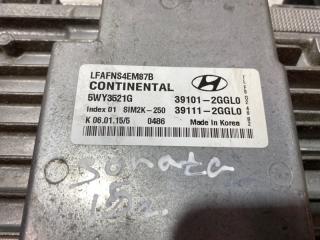 LFAFNS4EM87B
CONTINENTAL
HYUNDAI
5WY3521G 39101-2GGL0
Index 01 SIM2K-250 39111-2GGL0
K 06.01.15/5 0486 Made in Korea
sonata